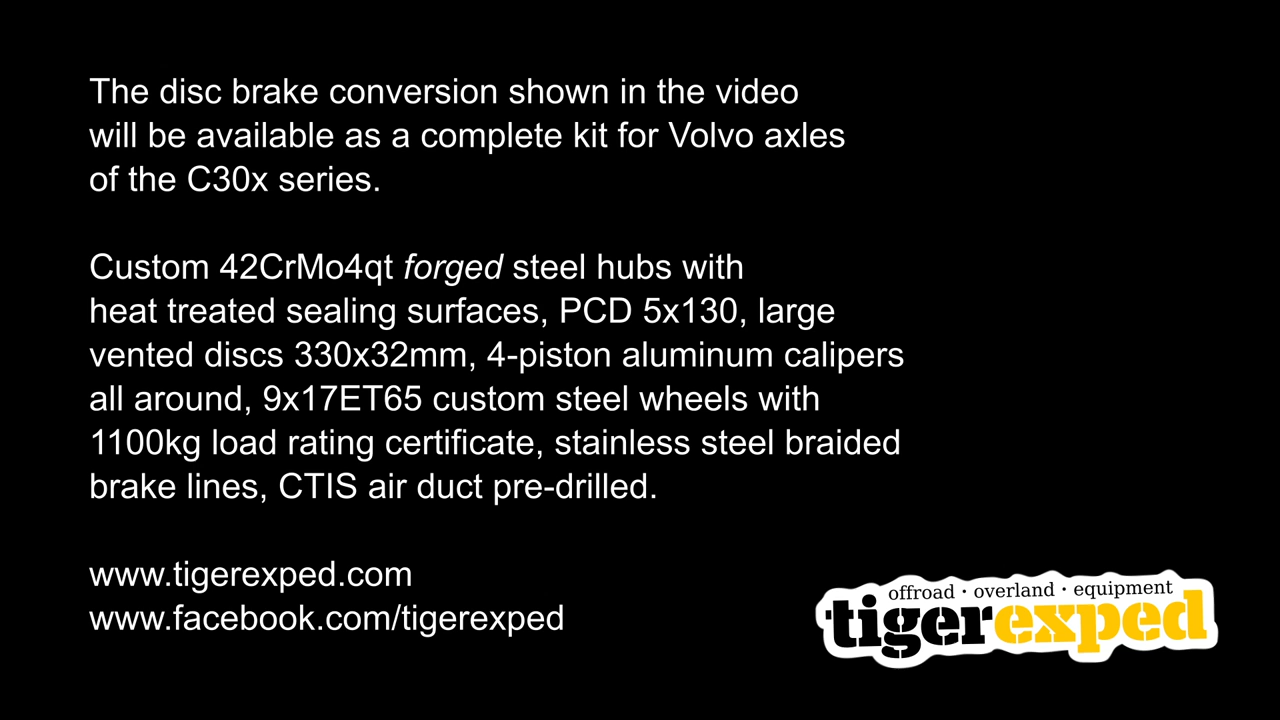 The disc brake conversion shown in the video
will be available as a complete kit for Volvo axles
of the C30x series.
Custom 42CrMo4qt forged steel hubs with
heat treated sealing surfaces, PCD 5x130, large
vented discs 330x32mm, 4-piston aluminum calipers
all around, 9x17ET65 custom steel wheels with
1100kg load rating certificate, stainless steel braided
brake lines, CTIS air duct pre-drilled.
www.tigerexped.com
www.facebook.com/tigerexped
offroad · overland · equipment
tigerexped